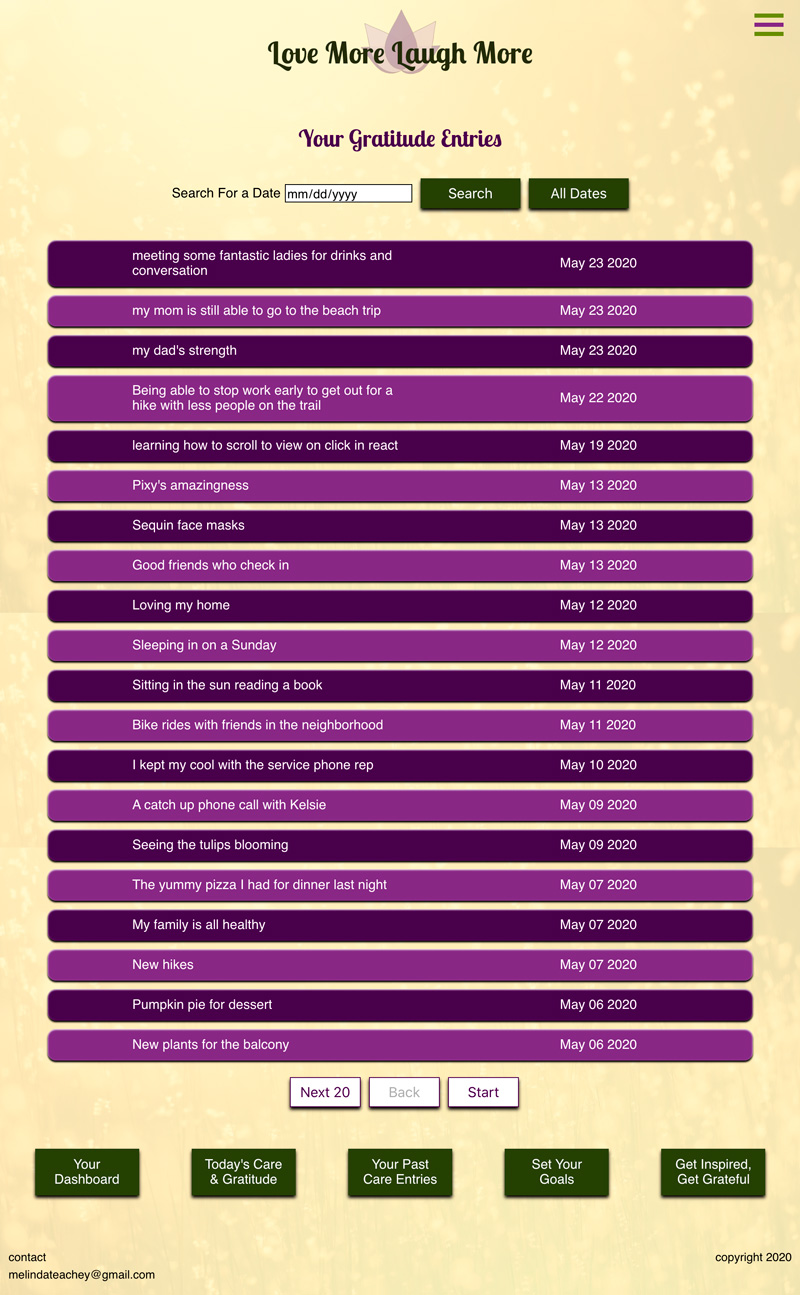 Love More Laugh More
Your Gratitude Entries
Search For a Date mm/dd/yyyy Search All Dates
meeting some fantastic ladies for drinks and
conversation
May 23 2020
my mom is still able to go to the beach trip May 23 2020
my dad's strength May 23 2020
Being able to stop work early to get out for a
hike with less people on the trail
May 22 2020
learning how to scroll to view on click in react May 19 2020
Pixy's amazingness May 13 2020
Sequin face masks May 13 2020
Good friends who check in May 13 2020
Loving my home May 12 2020
Sleeping in on a Sunday May 12 2020
Sitting in the sun reading a book May 11 2020
Bike rides with friends in the neighborhood May 11 2020
I kept my cool with the service phone rep May 10 2020
A catch up phone call with Kelsie May 09 2020
Seeing the tulips blooming May 09 2020
The yummy pizza I had for dinner last night May 07 2020
My family is all healthy May 07 2020
New hikes May 07 2020
Pumpkin pie for dessert May 06 2020
New plants for the balcony May 06 2020
Next 20 Back Start
Your
Dashboard
Today's Care
& Gratitude
Your Past
Care Entries
Set Your
Goals
Get Inspired,
Get Grateful
contact
melindateachey@gmail.com
copyright 2020